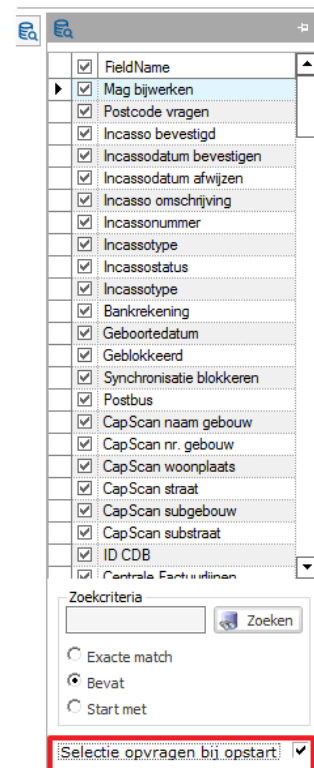 FieldName
Mag bijwerken
Postcode vragen
Incasso bevestigd
Incassodatum bevestigen
Incassodatum afwijzen
Incasso omschrijving
Incassonummer
Incassotype
Incassostatus
Incassotype
Bankrekening
Geboortedatum
Geblokkeerd
Synchronisatie blokkeren
Postbus
CapScan naam gebouw
CapScan nr. gebouw
CapScan woonplaats
CapScan straat
CapScan subgebouw
CapScan substraat
ID CDB
Centrale Factuurlijnen
Zoekcriteria
Zoeken
Exacte match
Bevat
Start met
Selectie opvragen bij opstart